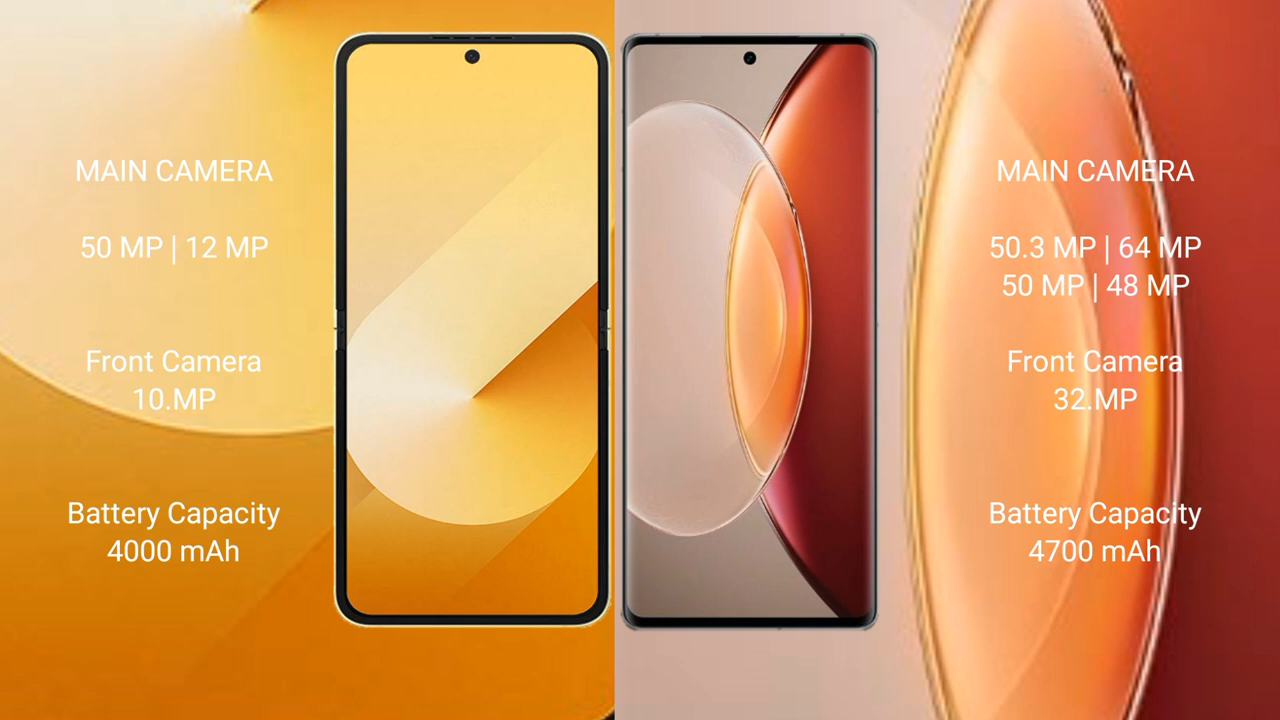 MAIN CAMERA
50 MP | 12 MP
Front Camera
10.MP
Battery Capacity
4000 mAh
MAIN CAMERA
50.3 MP | 64 MP
50 MP | 48 MP
Front Camera
32.MP
Battery Capacity
4700 mAh